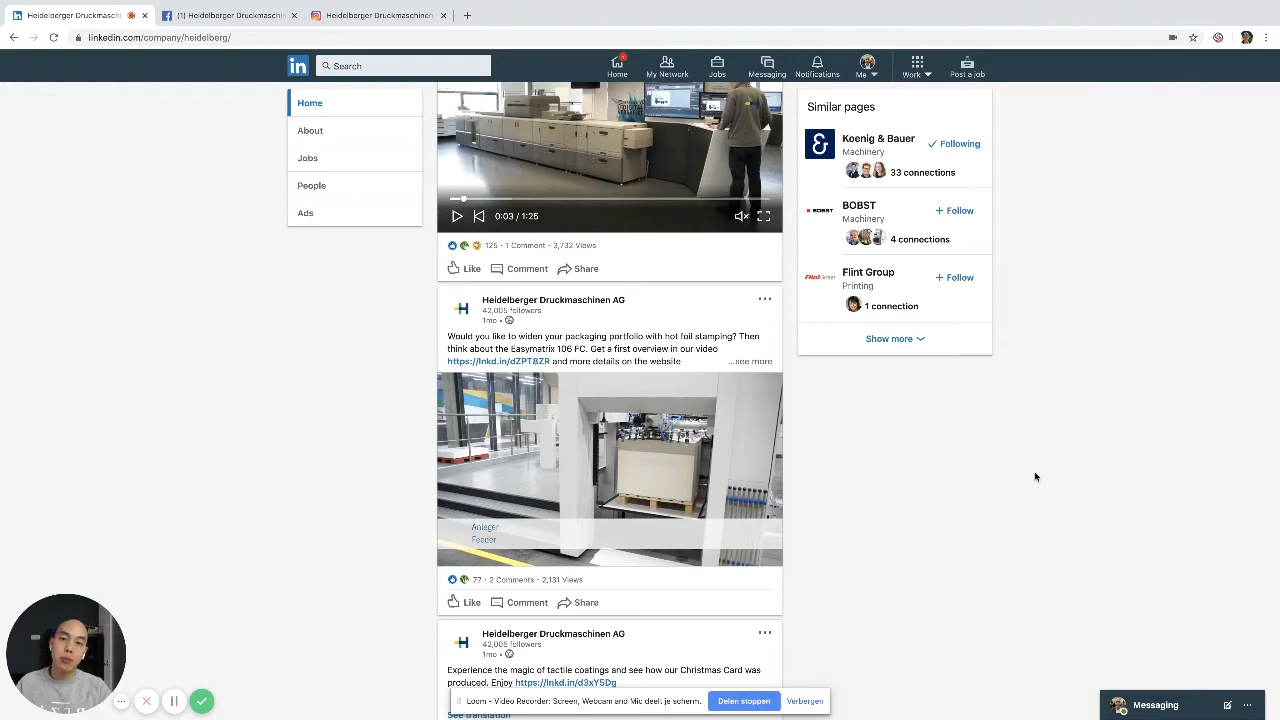 Heidelberger Druckmaschi
(1) Heidelberger Druckmaschinen
Heidelberger Druckmaschinen
linkedin.com/company/heidelberg/
in
Search
Home
My Network
Jobs
Messaging
Notifications
Me
Work
Post a job
Home
About
Jobs
People
Ads
0:03 / 1:25
125 · 1 Comment · 3,732 Views
Like
Comment
Share
Heidelberger Druckmaschinen AG
42,005 followers
1mo •
Would you like to widen your packaging portfolio with hot foil stamping? Then
think about the Easymatrix 106 FC. Get a first overview in our video
https://lnkd.in/dZPT8ZR and more details on the website
...see more
Anleger
Feeder
77 · 2 Comments · 2,131 Views
Like
Comment
Share
Heidelberger Druckmaschinen AG
42,005 followers
1mo •
Experience the magic of tactile coatings and see how our Christmas Card was
produced. Enjoy https://lnkd.in/d3xY5Dg
See translation
Similar pages
Koenig & Bauer
Machinery
Following
33 connections
BOBST
BOBST
Machinery
+ Follow
4 connections
Flint Group
Flint Group
Printing
+ Follow
1 connection
Show more
Loom - Video Recorder: Screen, Webcam and Mic deelt je scherm.
Delen stoppen
Verbergen
Messaging